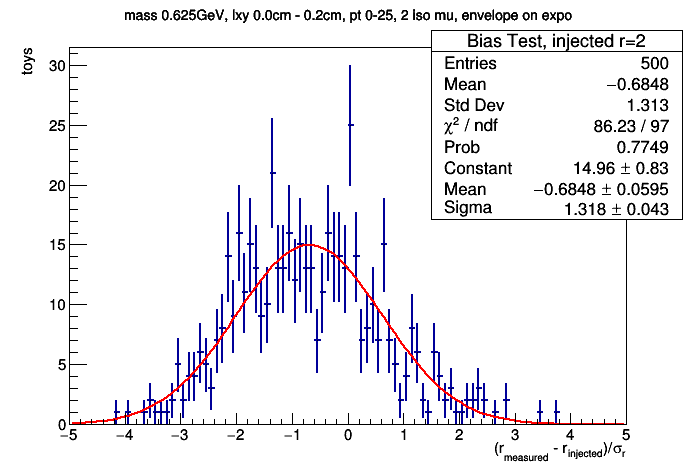 mass 0.625GeV, lxy 0.0cm - 0.2cm, pt 0-25, 2 Iso mu, envelope on expo
Bias Test, injected r=2
Entries 500
Mean −0.6848
Std Dev 1.313
χ² / ndf 86.23 / 97
Prob 0.7749
Constant 14.96 ± 0.83
Mean −0.6848 ± 0.0595
Sigma 1.318 ± 0.043
toys
30
25
20
15
10
5
0
−5 −4 −3 −2 −1 0 1 2 3 4 5
(r_measured - r_injected)/σ_r